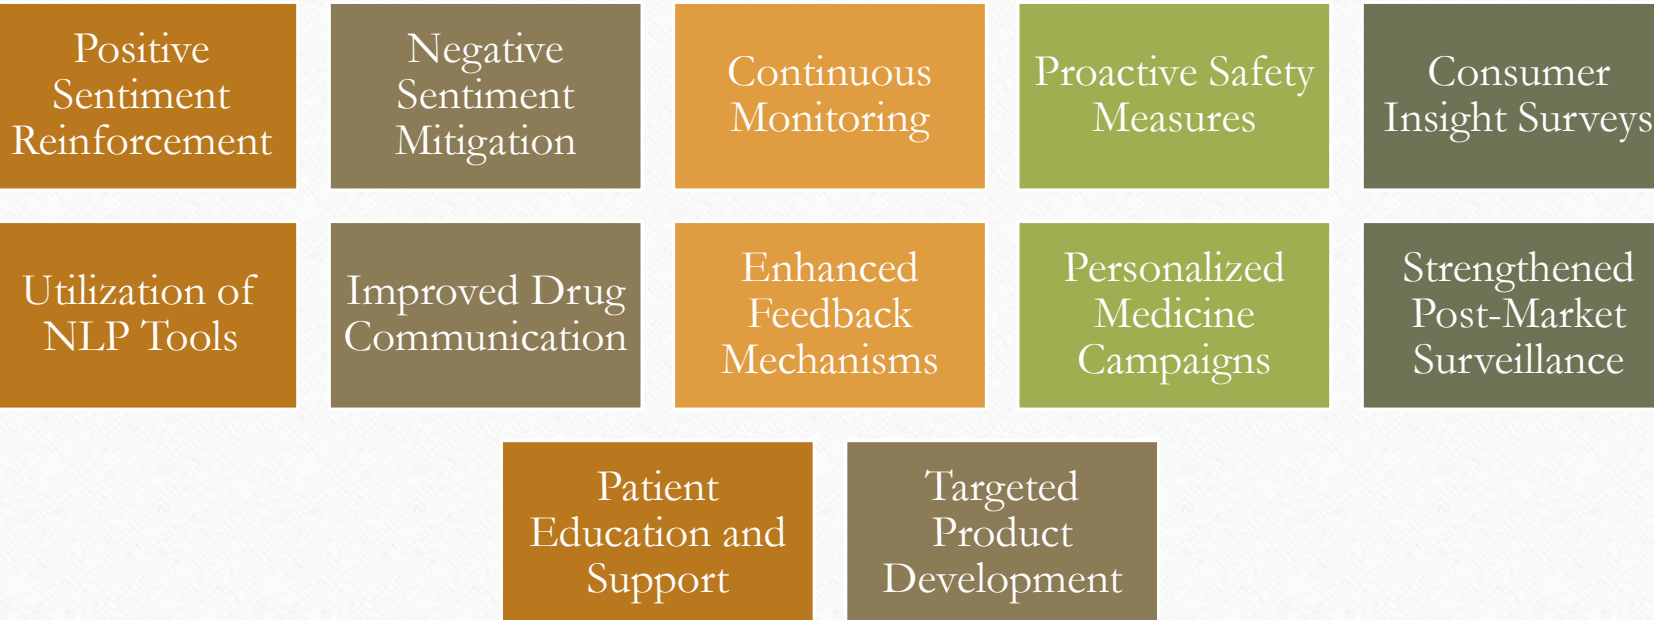 Positive
Sentiment
Reinforcement
Negative
Sentiment
Mitigation
Continuous
Monitoring
Proactive Safety
Measures
Consumer
Insight Surveys
Utilization of
NLP Tools
Improved Drug
Communication
Enhanced
Feedback
Mechanisms
Personalized
Medicine
Campaigns
Strengthened
Post-Market
Surveillance
Patient
Education and
Support
Targeted
Product
Development